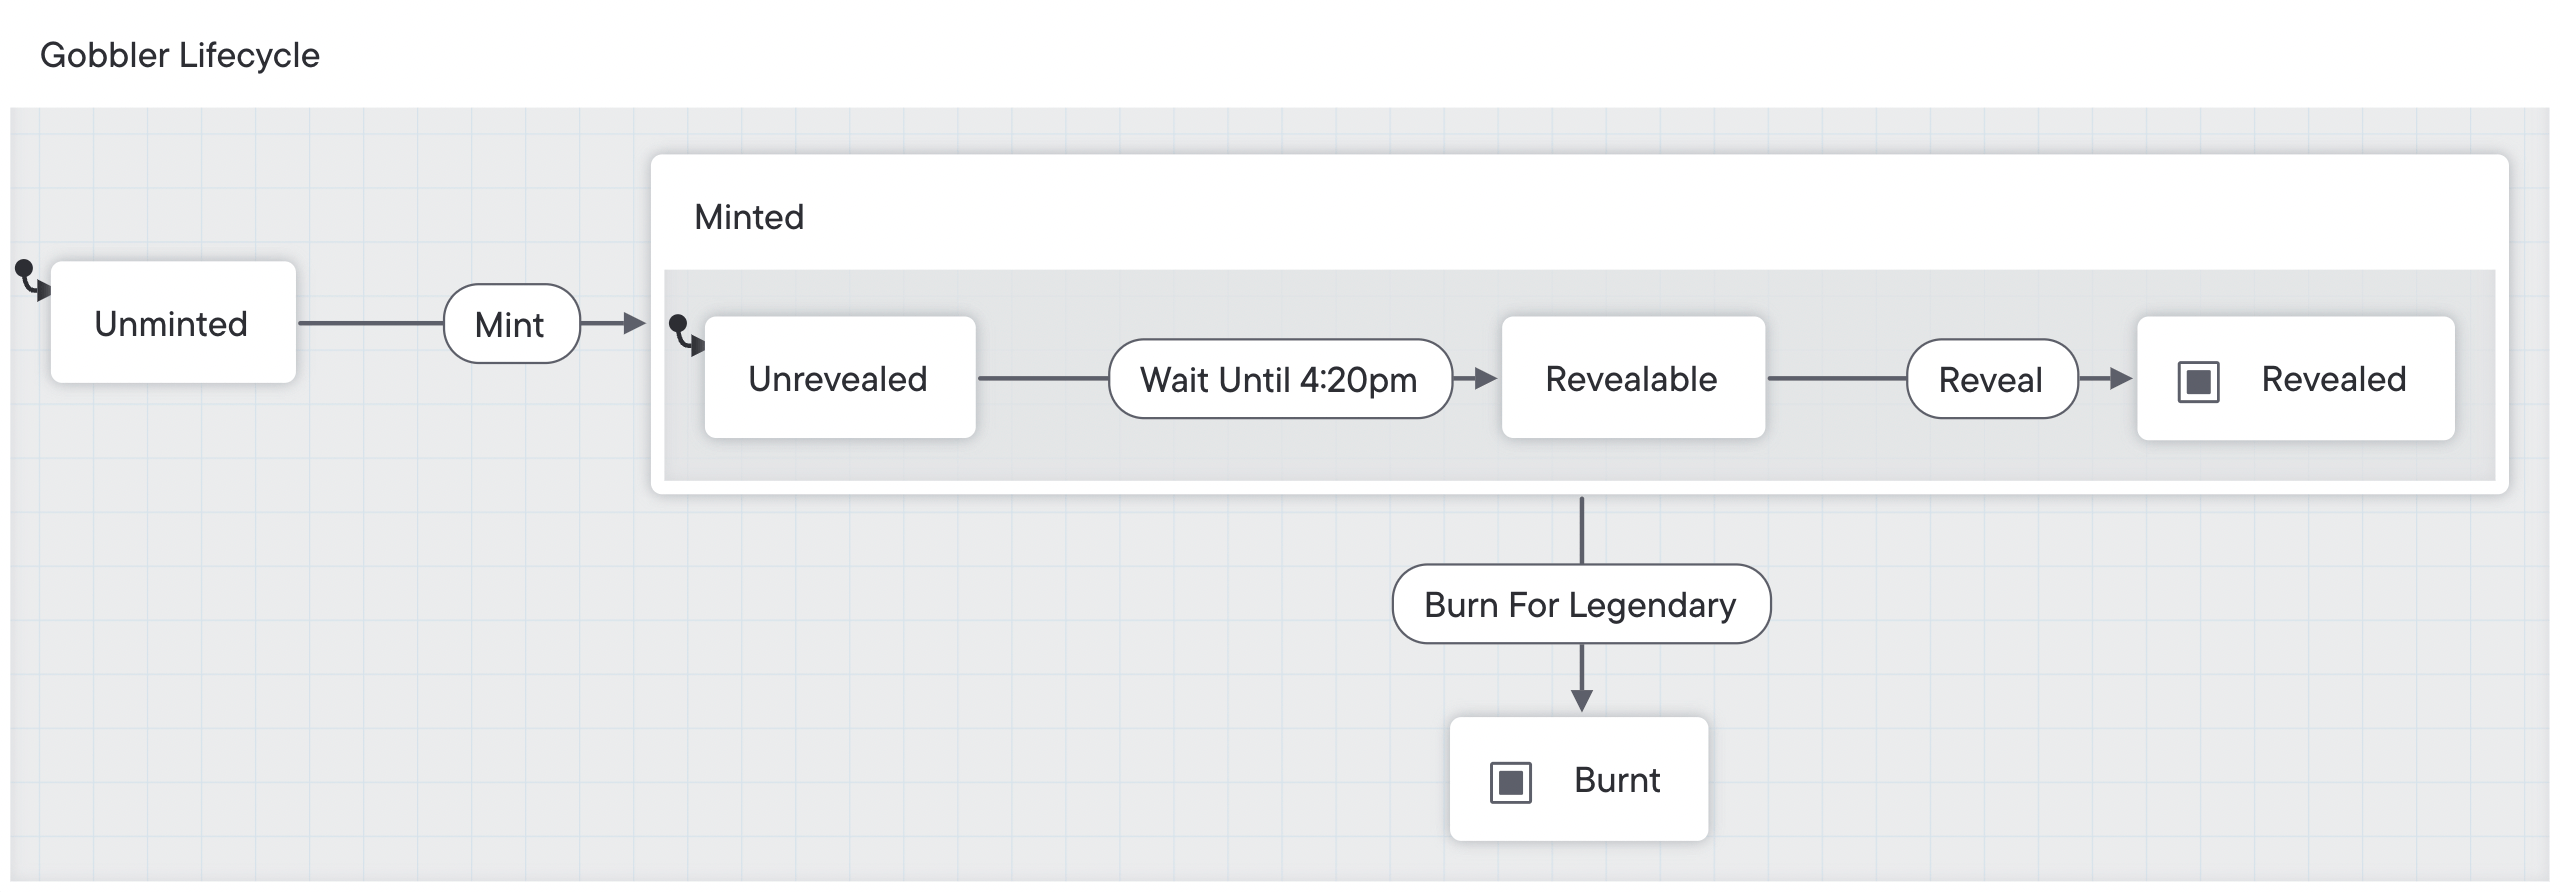 Gobbler Lifecycle
Minted
Unminted
Mint
Unrevealed
Wait Until 4:20pm
Revealable
Reveal
Revealed
Burn For Legendary
Burnt